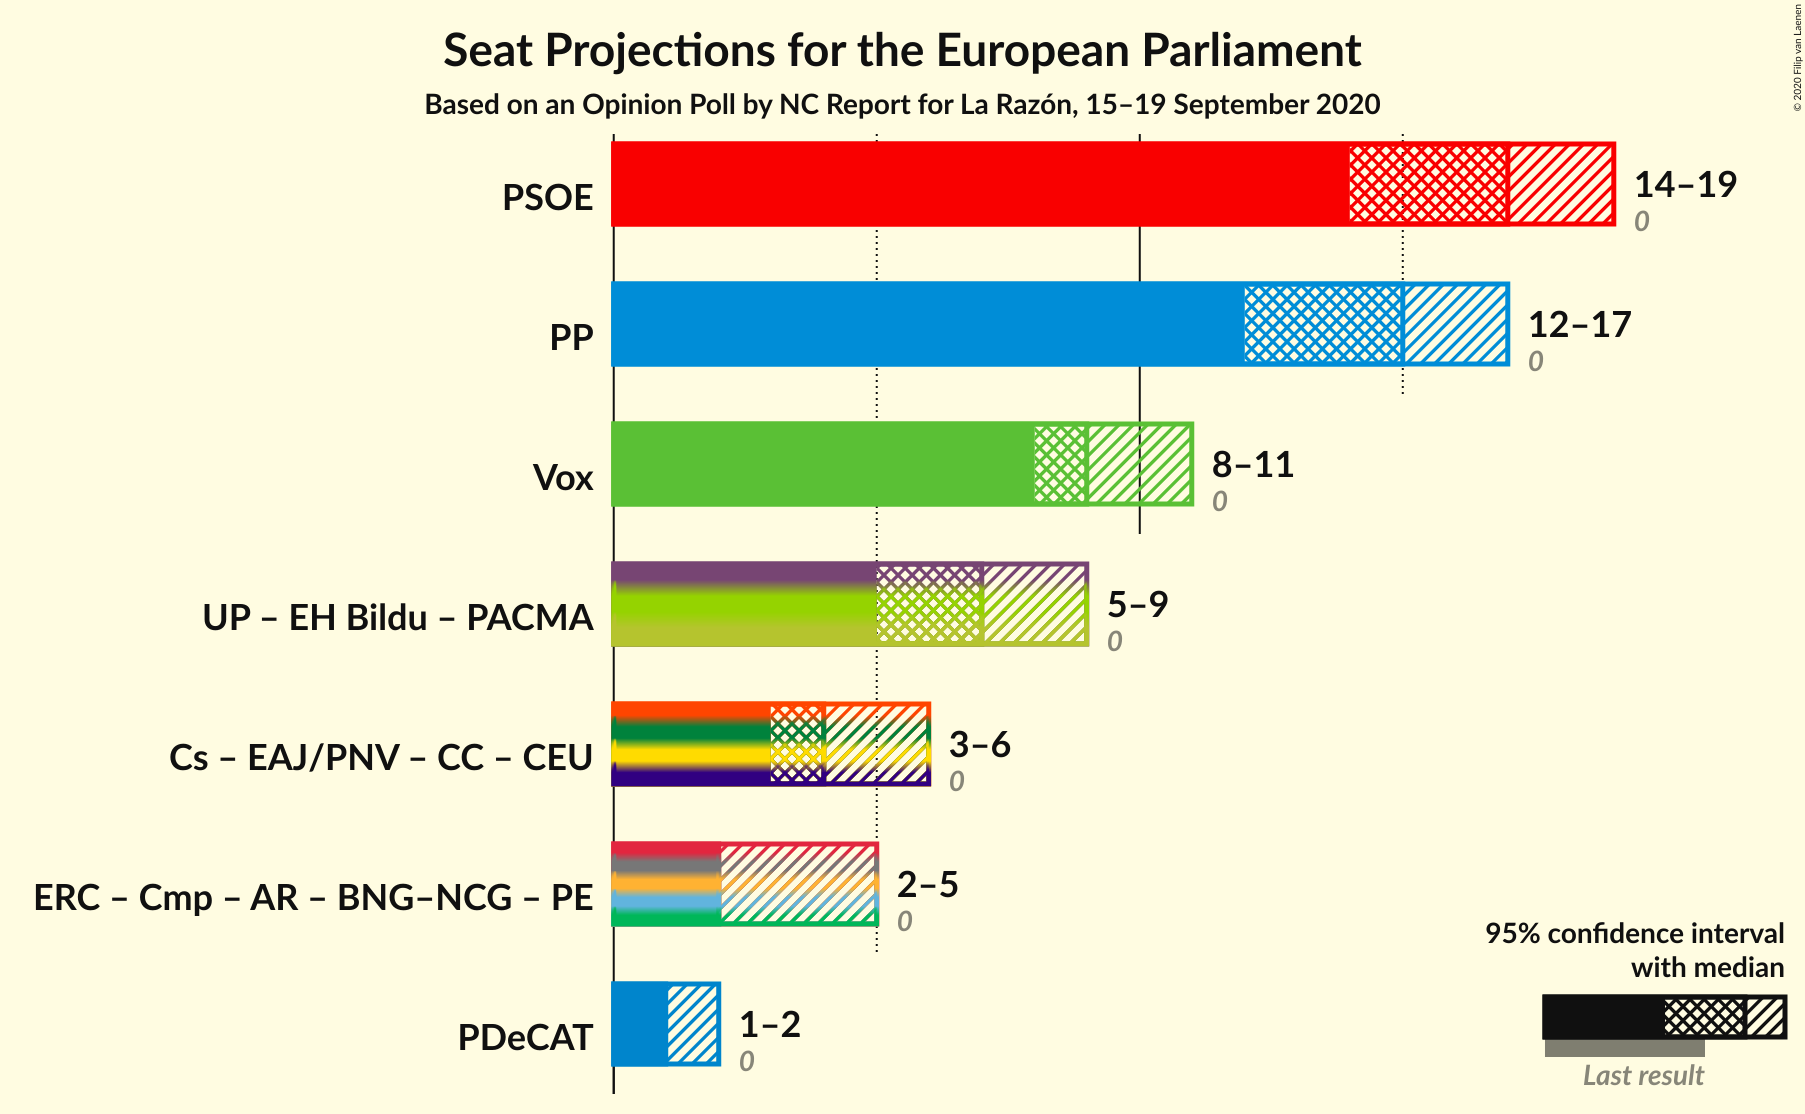 Seat Projections for the European Parliament
Based on an Opinion Poll by NC Report for La Razón, 15–19 September 2020
© 2020 Filip van Laenen
PSOE
14–19
0
PP
12–17
0
Vox
8–11
0
UP – EH Bildu – PACMA
5–9
0
Cs – EAJ/PNV – CC – CEU
3–6
0
ERC – Cmp – AR – BNG–NCG – PE
2–5
0
PDeCAT
1–2
0
95% confidence interval
with median
Last result